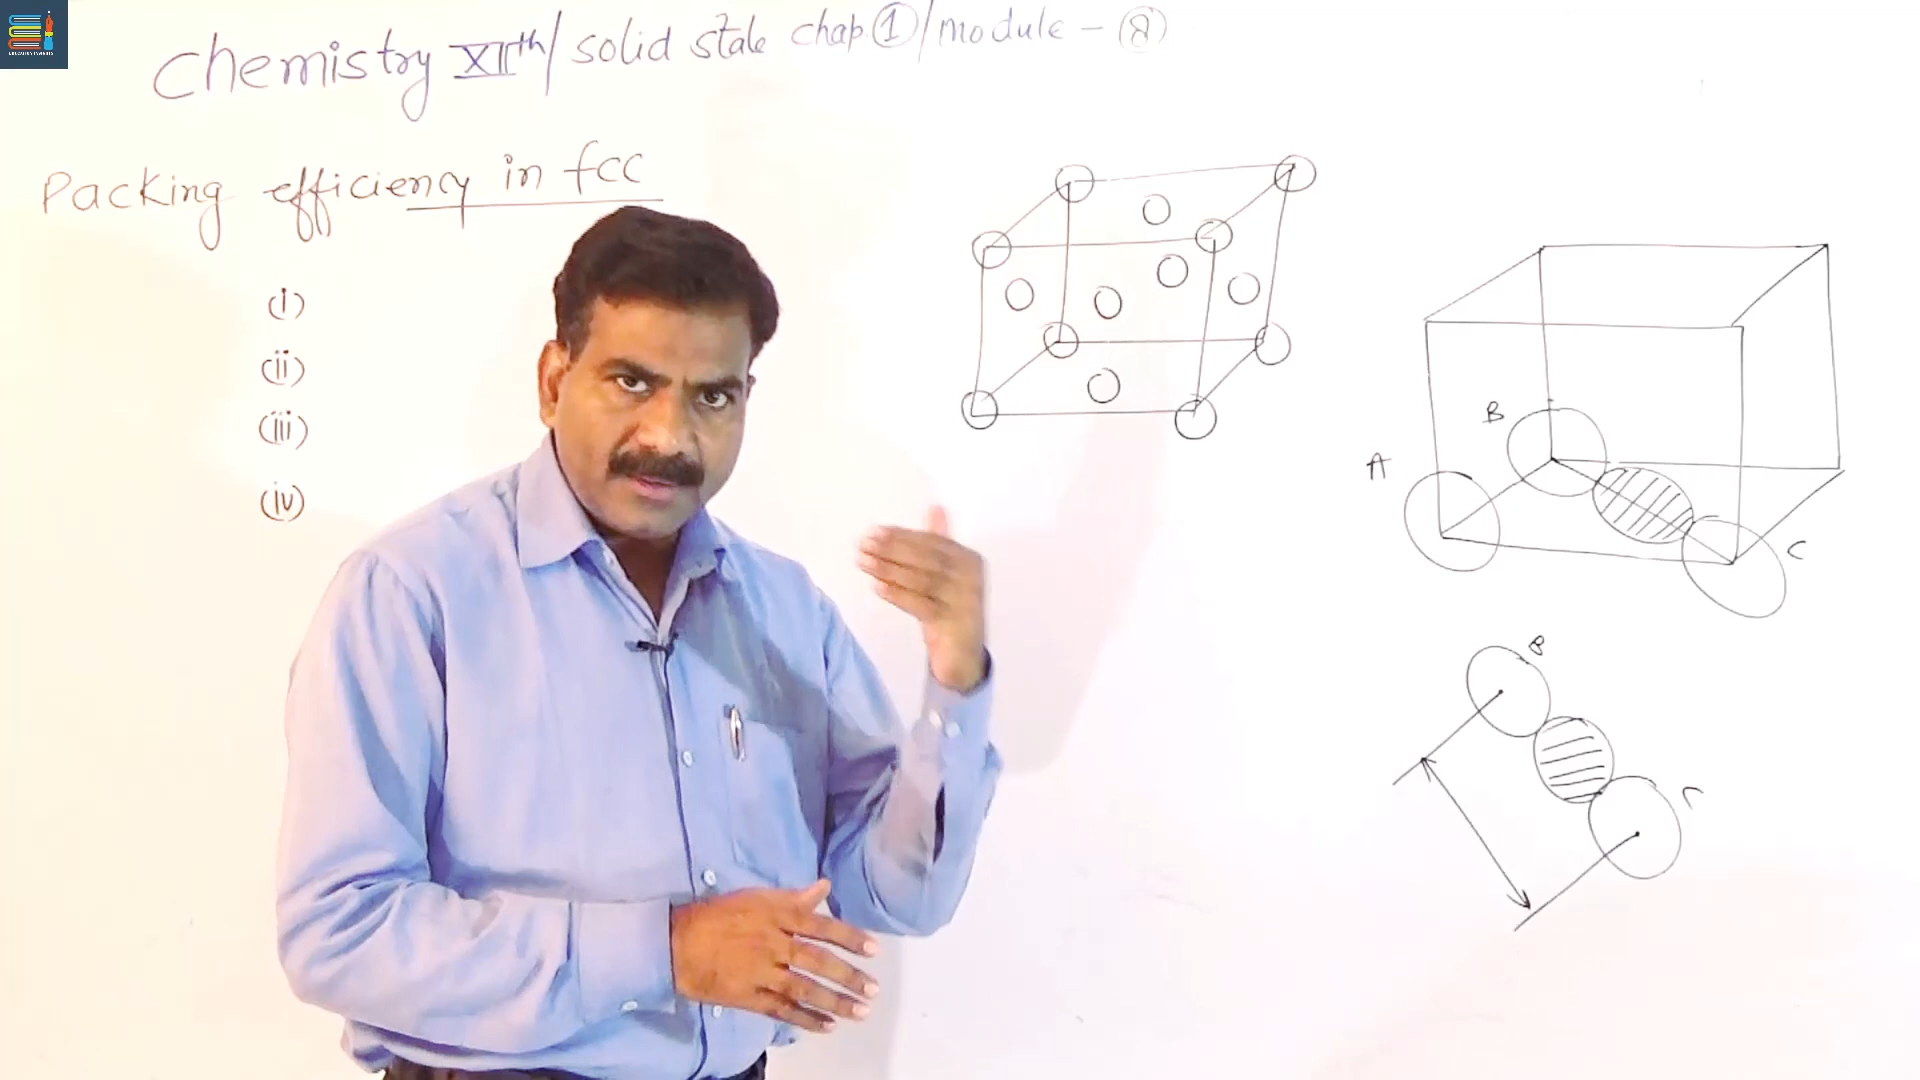 Chemistry XIIth/ solid state chap. 1/module - (8)
Packing efficiency in fcc
(i)
(ii)
(iii)
(iv)
B
A
C
B
C